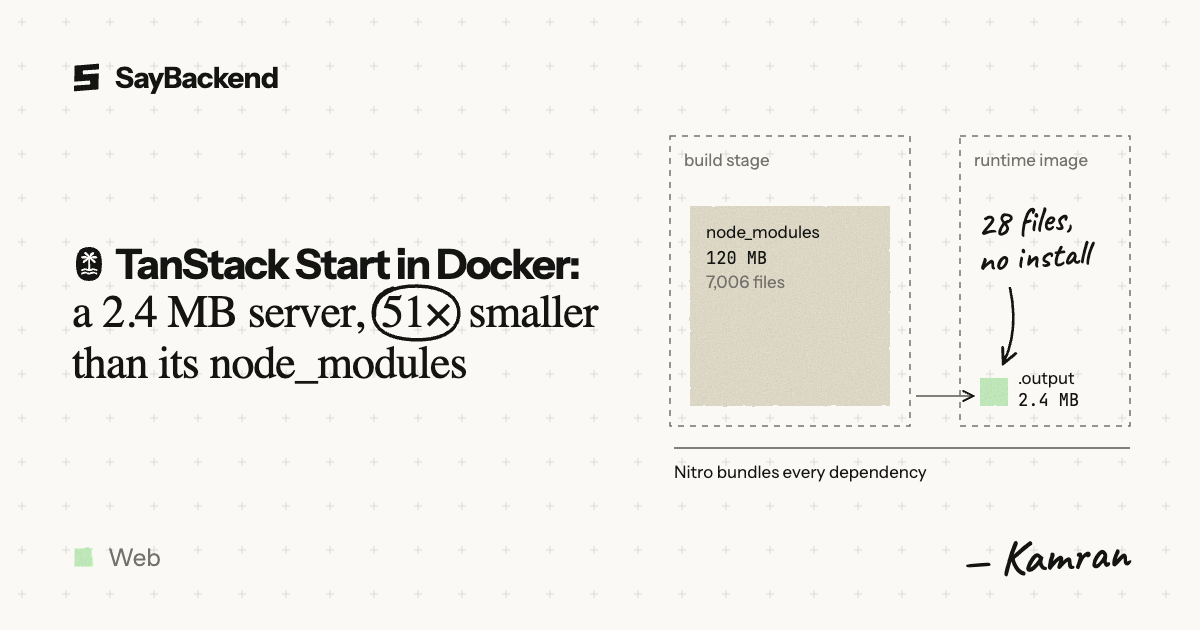 SayBackend
TanStack Start in Docker:
a 2.4 MB server, 51× smaller
than its node_modules
build stage
node_modules
120 MB
7,006 files
runtime image
28 files,
no install
.output
2.4 MB
Nitro bundles every dependency
Web
— Kamran